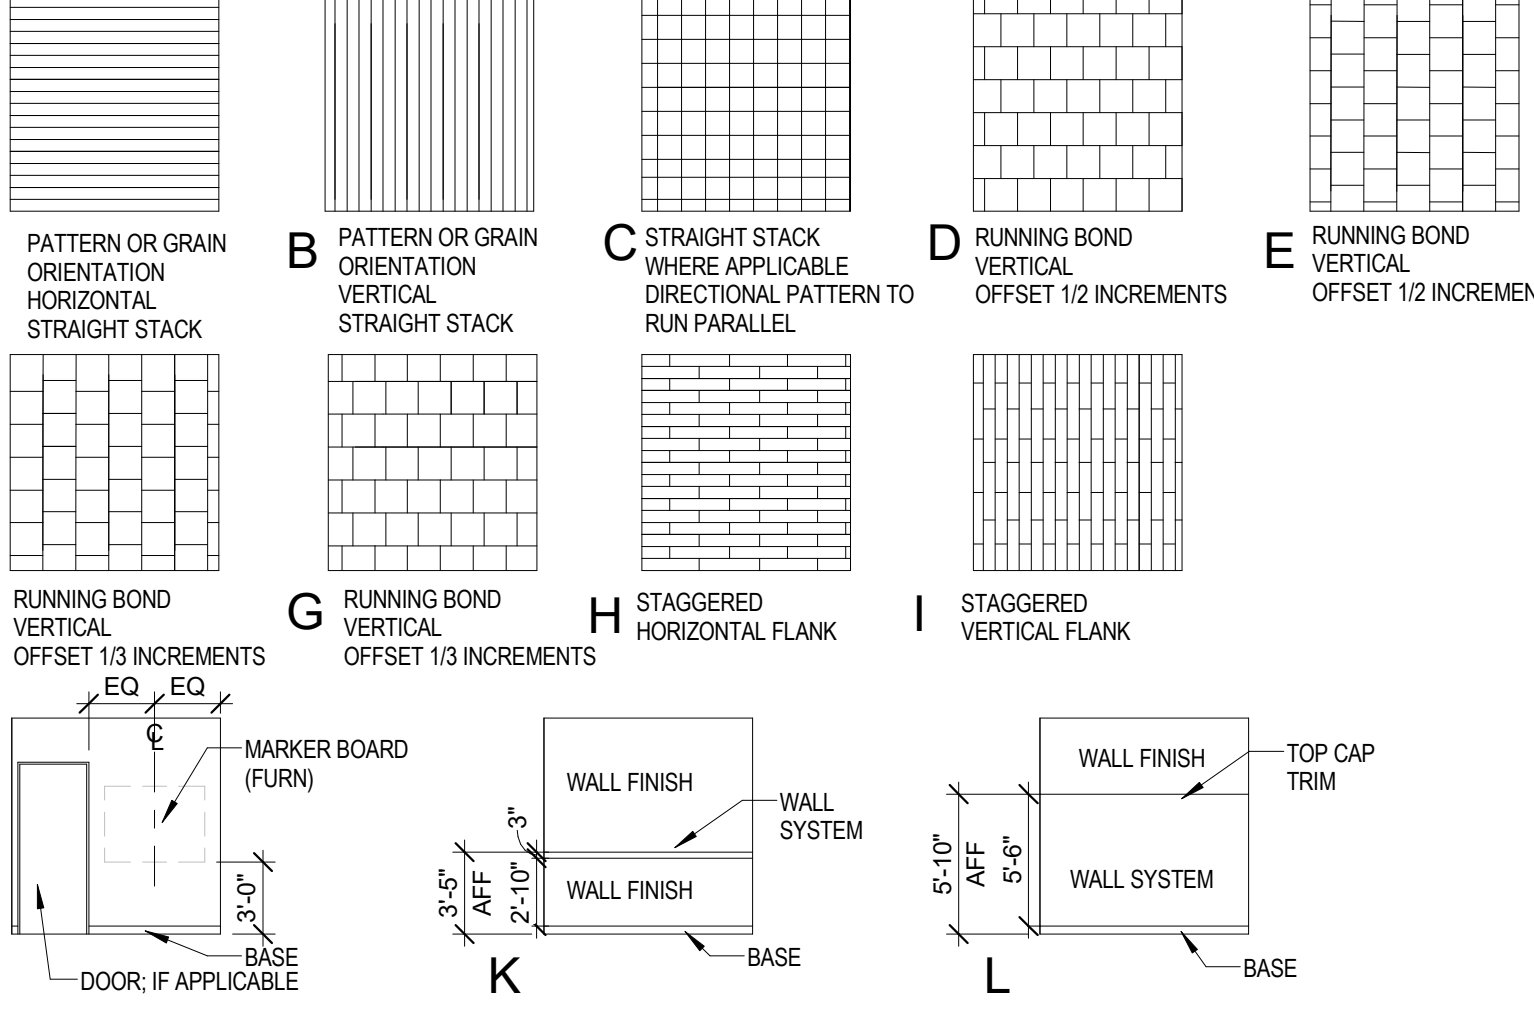 PATTERN OR GRAIN
ORIENTATION
HORIZONTAL
STRAIGHT STACK
B
PATTERN OR GRAIN
ORIENTATION
VERTICAL
STRAIGHT STACK
C
STRAIGHT STACK
WHERE APPLICABLE
DIRECTIONAL PATTERN TO
RUN PARALLEL
D
RUNNING BOND
VERTICAL
OFFSET 1/2 INCREMENTS
E
RUNNING BOND
VERTICAL
OFFSET 1/2 INCREMEN
RUNNING BOND
VERTICAL
OFFSET 1/3 INCREMENTS
G
RUNNING BOND
VERTICAL
OFFSET 1/3 INCREMENTS
H
STAGGERED
HORIZONTAL FLANK
I
STAGGERED
VERTICAL FLANK
EQ EQ
℄
MARKER BOARD
(FURN)
3'-0"
BASE
DOOR; IF APPLICABLE
WALL FINISH
3"
WALL
SYSTEM
3'-5"
AFF
2'-10"
WALL FINISH
BASE
K
WALL FINISH
TOP CAP
TRIM
5'-10"
AFF
5'-6"
WALL SYSTEM
BASE
L